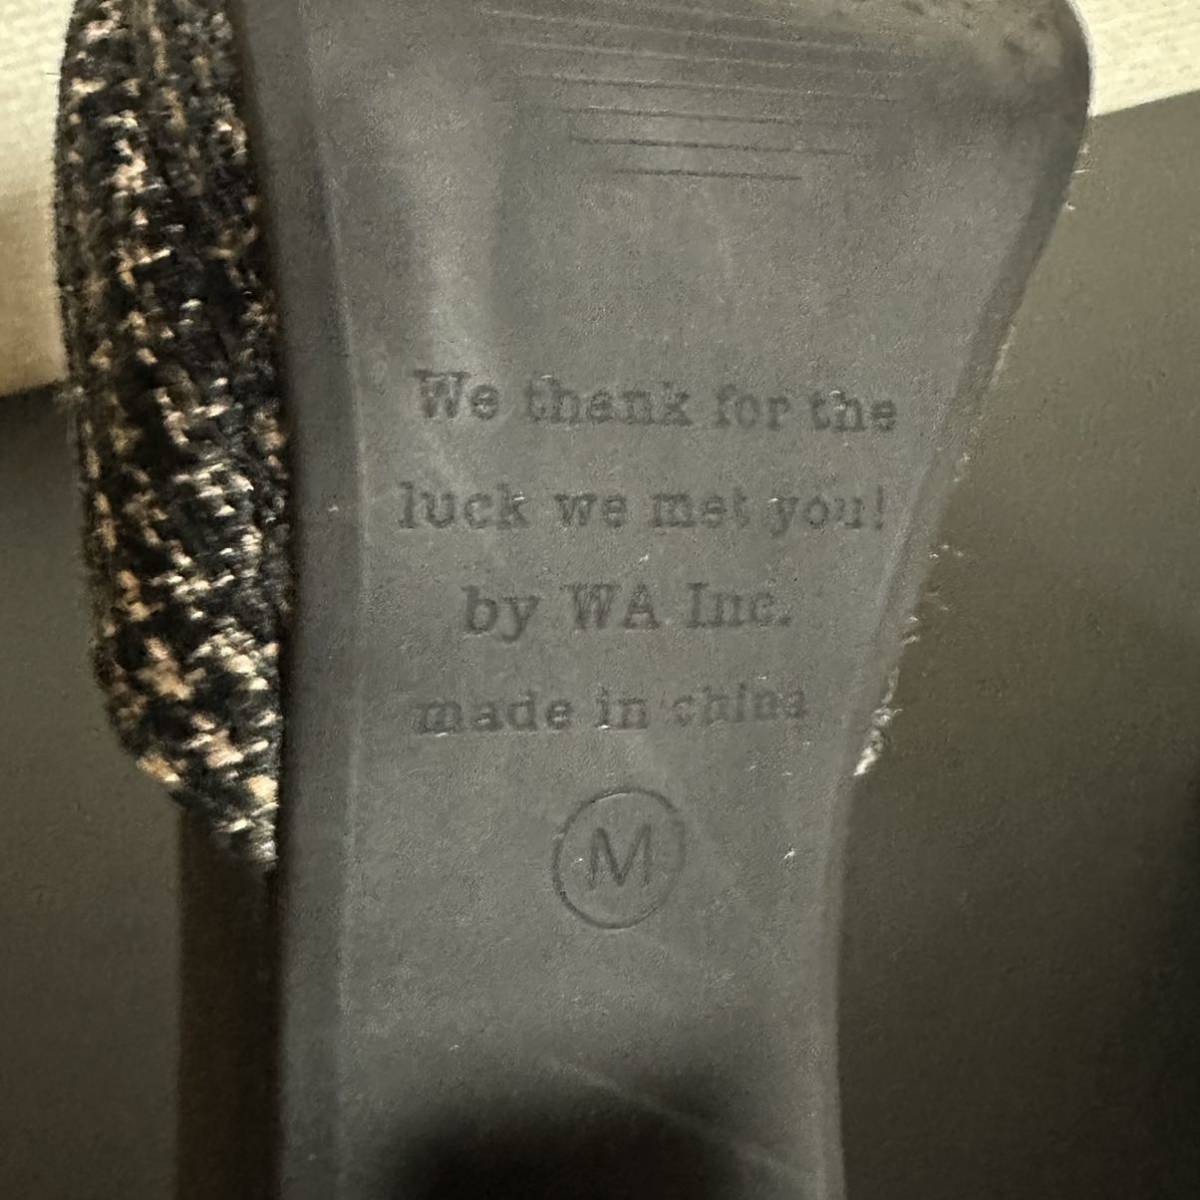 We thank for the
luck we met you!
by WA Inc.
made in china
M